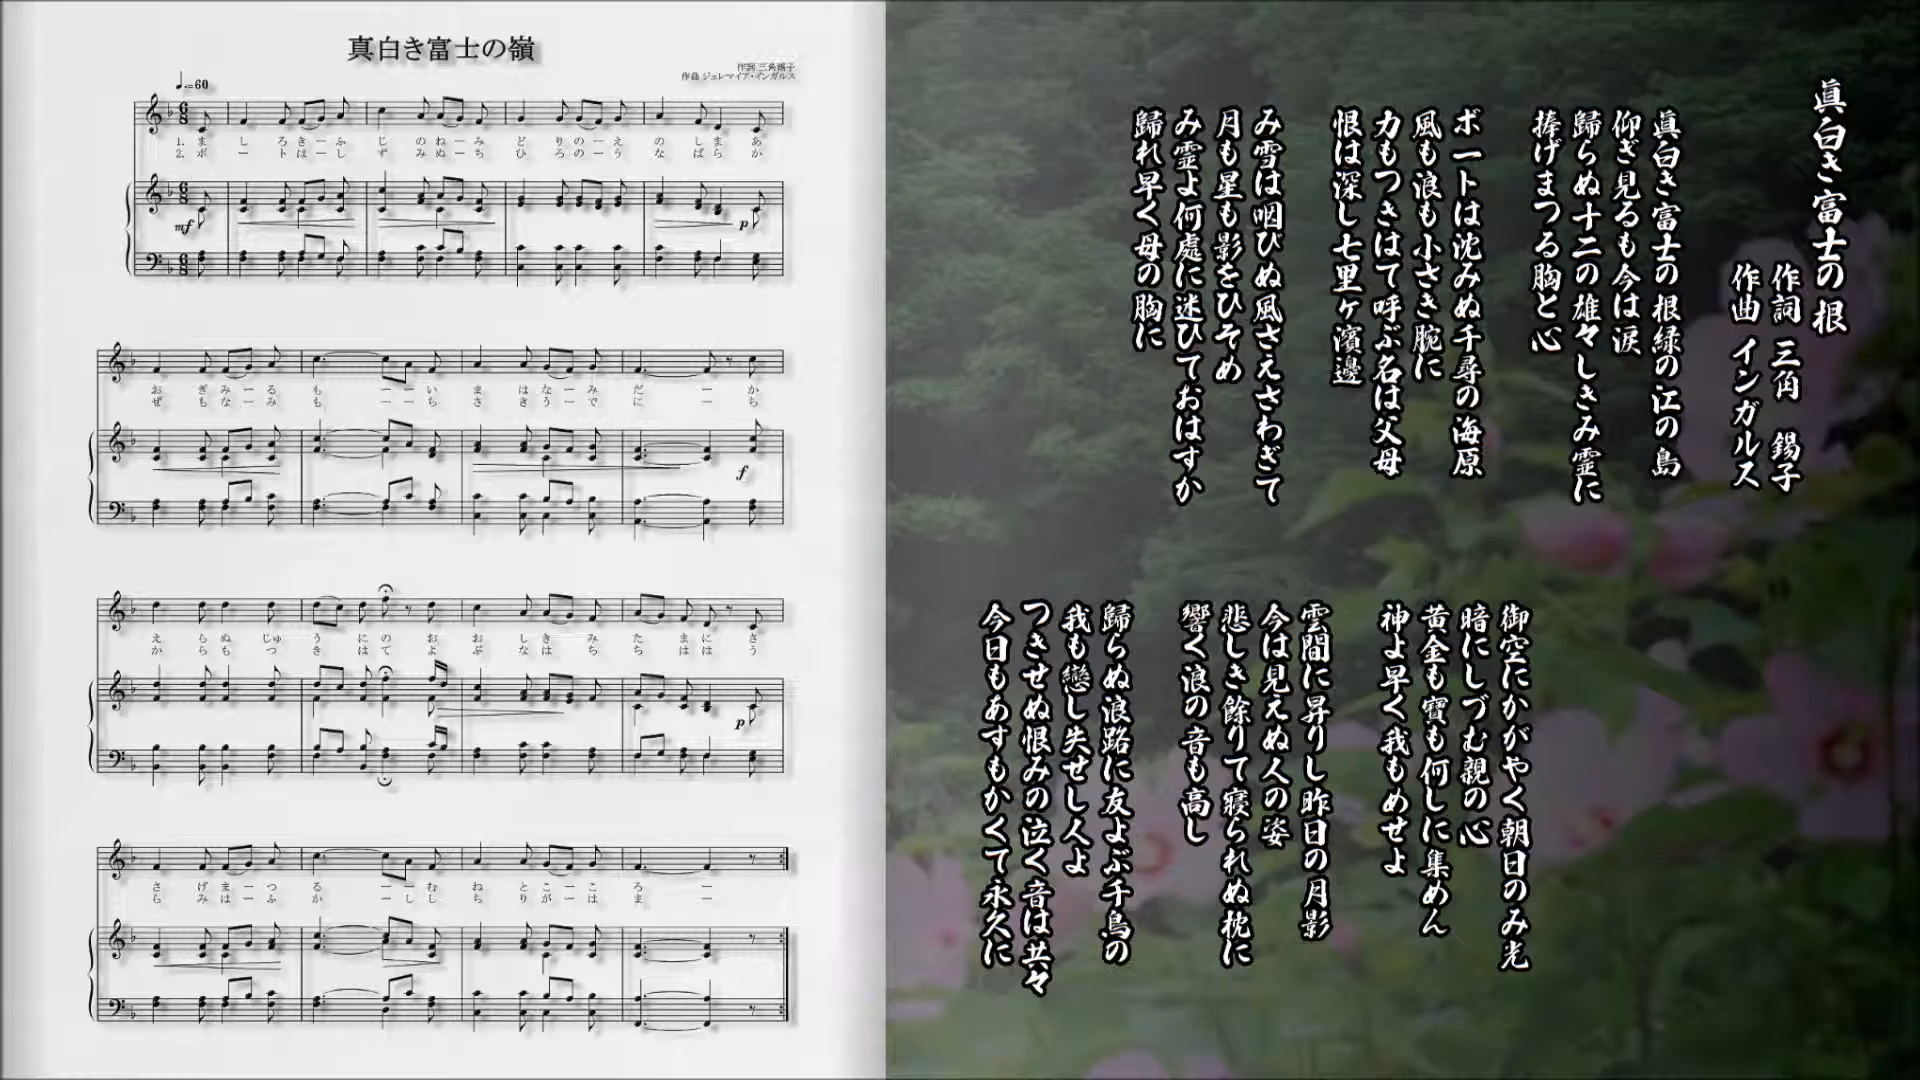 真白き富士の嶺
作詞 三角錫子
作曲 ジェレマイア・インガルス
♩.=60
1. ま し ろ き ー ふ じ の ね ー み ど り の ー え の し ま あ
2. ボ ー ト は ー し ず み ぬ ー ち ひ ろ の ー う な ば ら か
mf
p
お ぎ み ー る も ー ー い ま は な ー み だ ー ー か
ぜ も な ー み も ー ー ち さ き う ー で に ー ー ち
f
え ら ぬ じゅ う に の お お し き み た ま に さ
か ら も つ き は て よ ぶ な は ち ち は は う
p
さ げ ま ー つ る ー ー む ね と こ ー こ ろ ー
ら み は ー ふ か ー ー し し ち り が ー は ま ー
眞白き富士の根
作詞 三角 錫子
作曲 インガルス
眞白き富士の根緑の江の島
仰ぎ見るも今は涙
歸らぬ十二の雄々しきみ霊に
捧げまつる胸と心
ボートは沈みぬ千尋の海原
風も浪も小さき腕に
力もつきはて呼ぶ名は父母
恨は深し七里ヶ濱邊
み雪は咽びぬ風さえさわぎて
月も星も影をひそめ
み霊よ何處に迷ひておはすか
歸れ早く母の胸に
御空にかがやく朝日のみ光
暗にしづむ親の心
黄金も寶も何しに集めん
神よ早く我もめせよ
雲間に昇りし昨日の月影
今は見えぬ人の姿
悲しき餘りて寝られぬ枕に
響く浪の音も高し
歸らぬ浪路に友よぶ千鳥の
我も戀し失せし人よ
つきせぬ恨みの泣く音は共々
今日もあすもかくて永久に